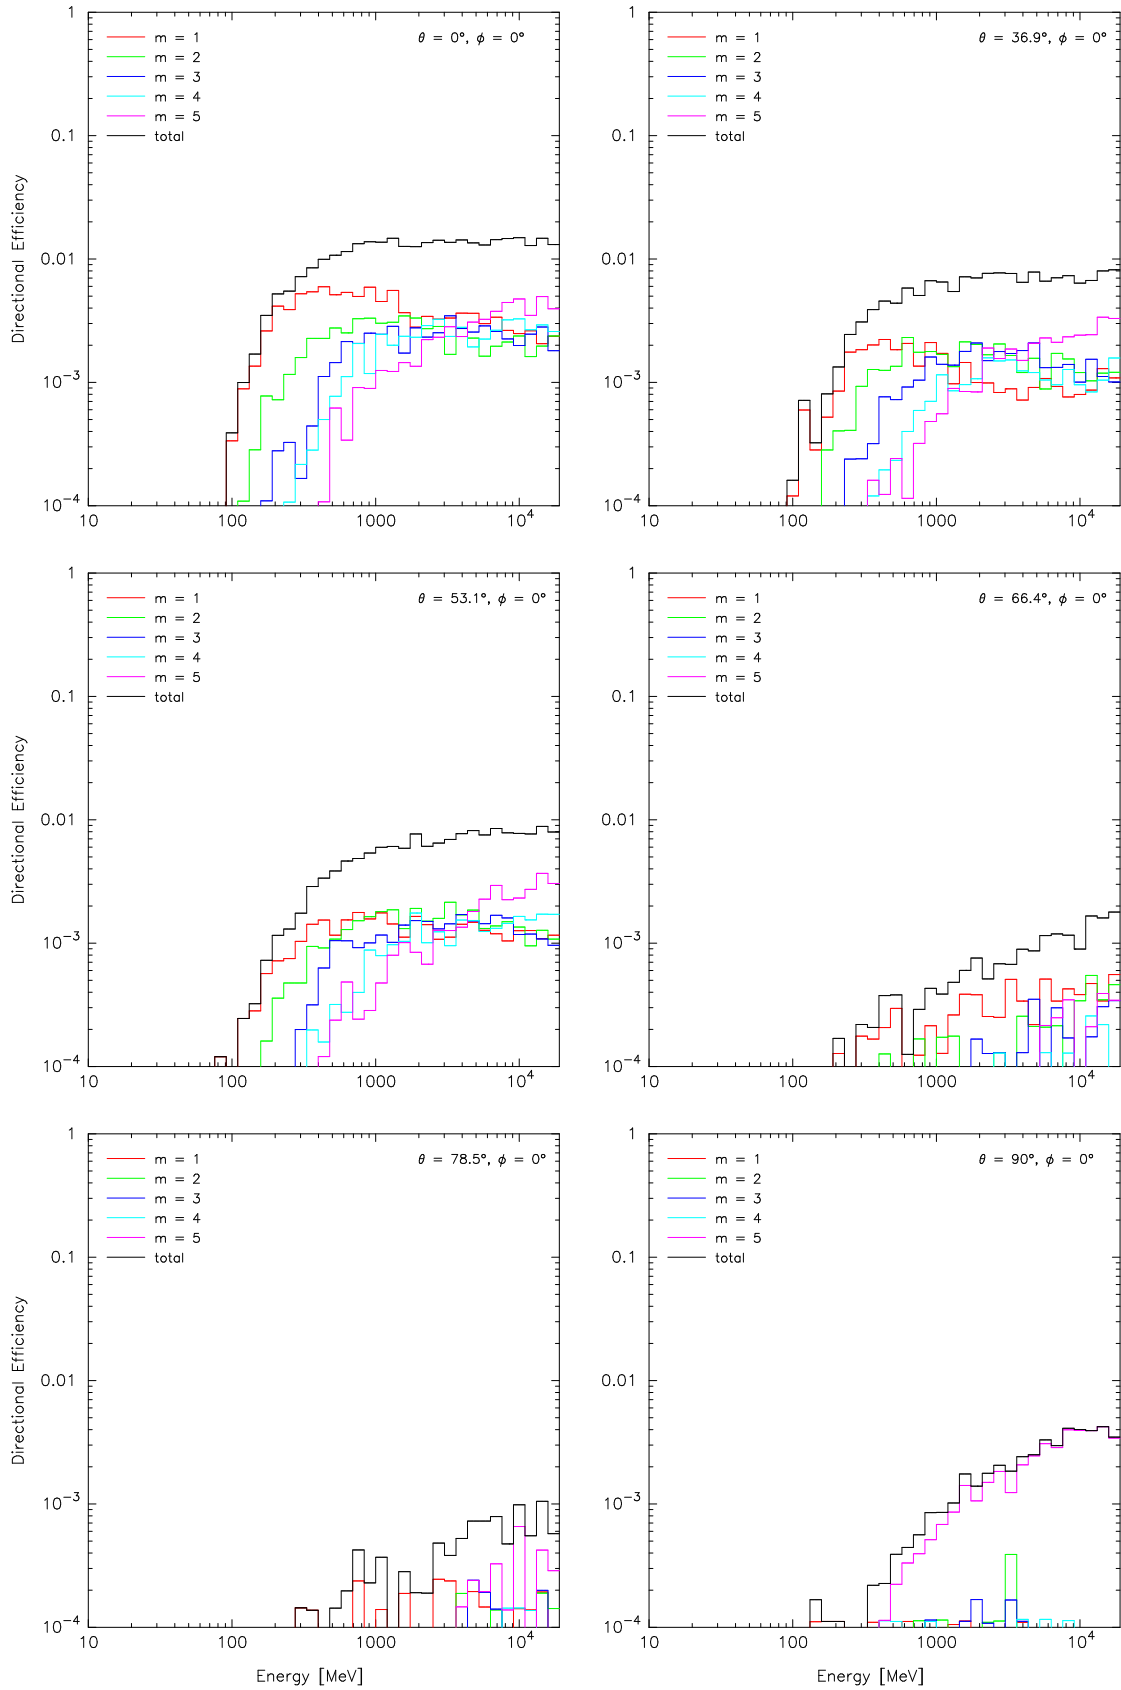 1
m = 1
θ = 0°, ϕ = 0°
m = 2
m = 3
m = 4
m = 5
0.1
total
Directional Efficiency
0.01
10⁻³
10⁻⁴
10
100
1000
10⁴
1
m = 1
θ = 36.9°, ϕ = 0°
m = 2
m = 3
m = 4
m = 5
0.1
total
0.01
10⁻³
10⁻⁴
10
100
1000
10⁴
1
m = 1
θ = 53.1°, ϕ = 0°
m = 2
m = 3
m = 4
m = 5
0.1
total
Directional Efficiency
0.01
10⁻³
10⁻⁴
10
100
1000
10⁴
1
m = 1
θ = 66.4°, ϕ = 0°
m = 2
m = 3
m = 4
m = 5
0.1
total
0.01
10⁻³
10⁻⁴
10
100
1000
10⁴
1
m = 1
θ = 78.5°, ϕ = 0°
m = 2
m = 3
m = 4
m = 5
0.1
total
Directional Efficiency
0.01
10⁻³
10⁻⁴
10
100
1000
10⁴
Energy [MeV]
1
m = 1
θ = 90°, ϕ = 0°
m = 2
m = 3
m = 4
m = 5
0.1
total
0.01
10⁻³
10⁻⁴
10
100
1000
10⁴
Energy [MeV]